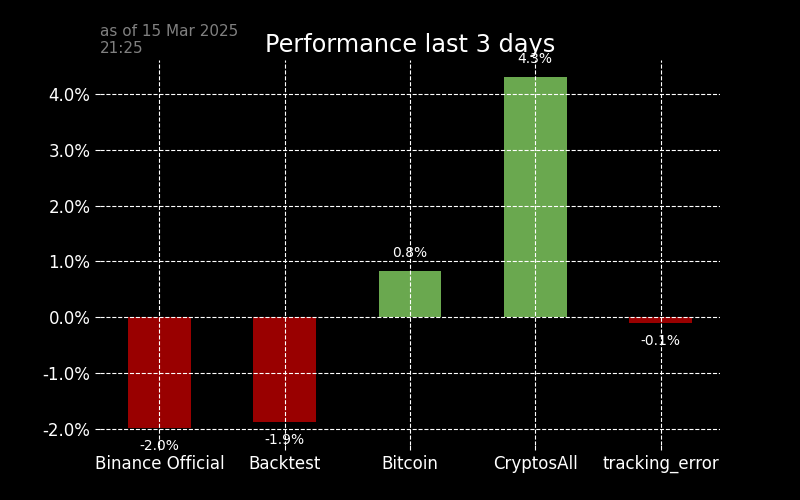 as of 15 Mar 2025
21:25
Performance last 3 days
4.3%
4.0%
3.0%
2.0%
1.0%
0.8%
0.0%
-0.1%
-1.0%
-2.0%
-2.0%
-1.9%
Binance Official
Backtest
Bitcoin
CryptosAll
tracking_error